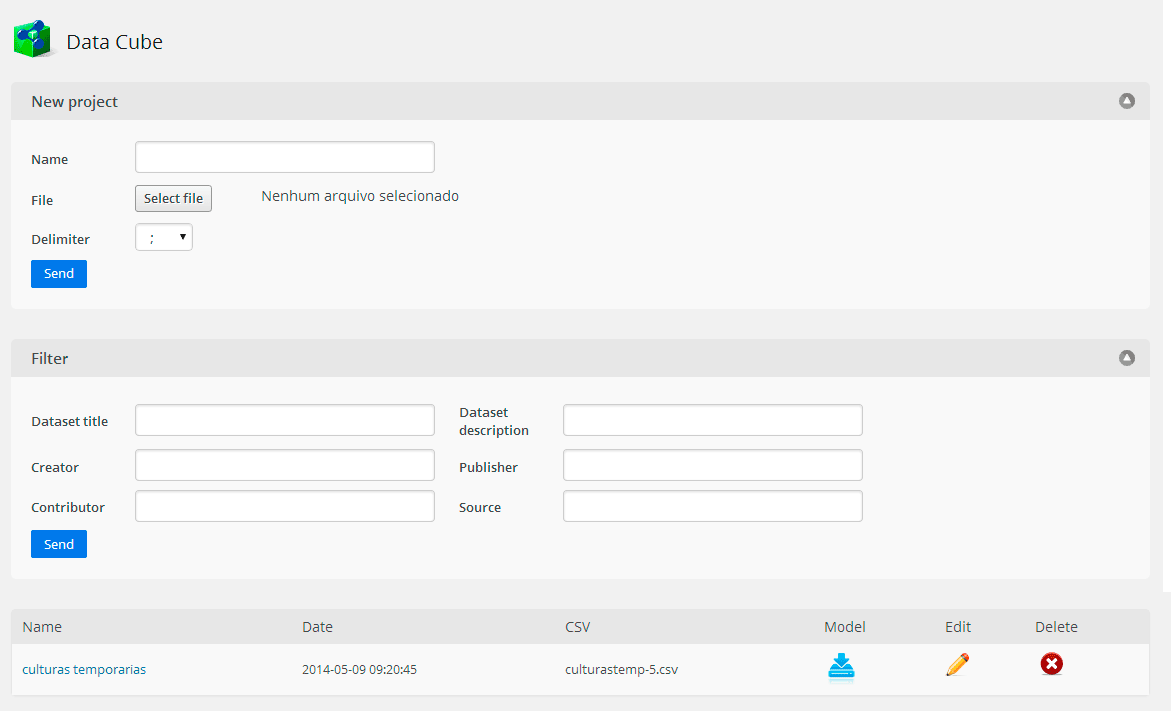 Data Cube
New project
Name
File Select file Nenhum arquivo selecionado
Delimiter ;
Send
Filter
Dataset title
Dataset
description
Creator Publisher
Contributor Source
Send
Name Date CSV Model Edit Delete
culturas temporarias 2014-05-09 09:20:45 culturastemp-5.csv